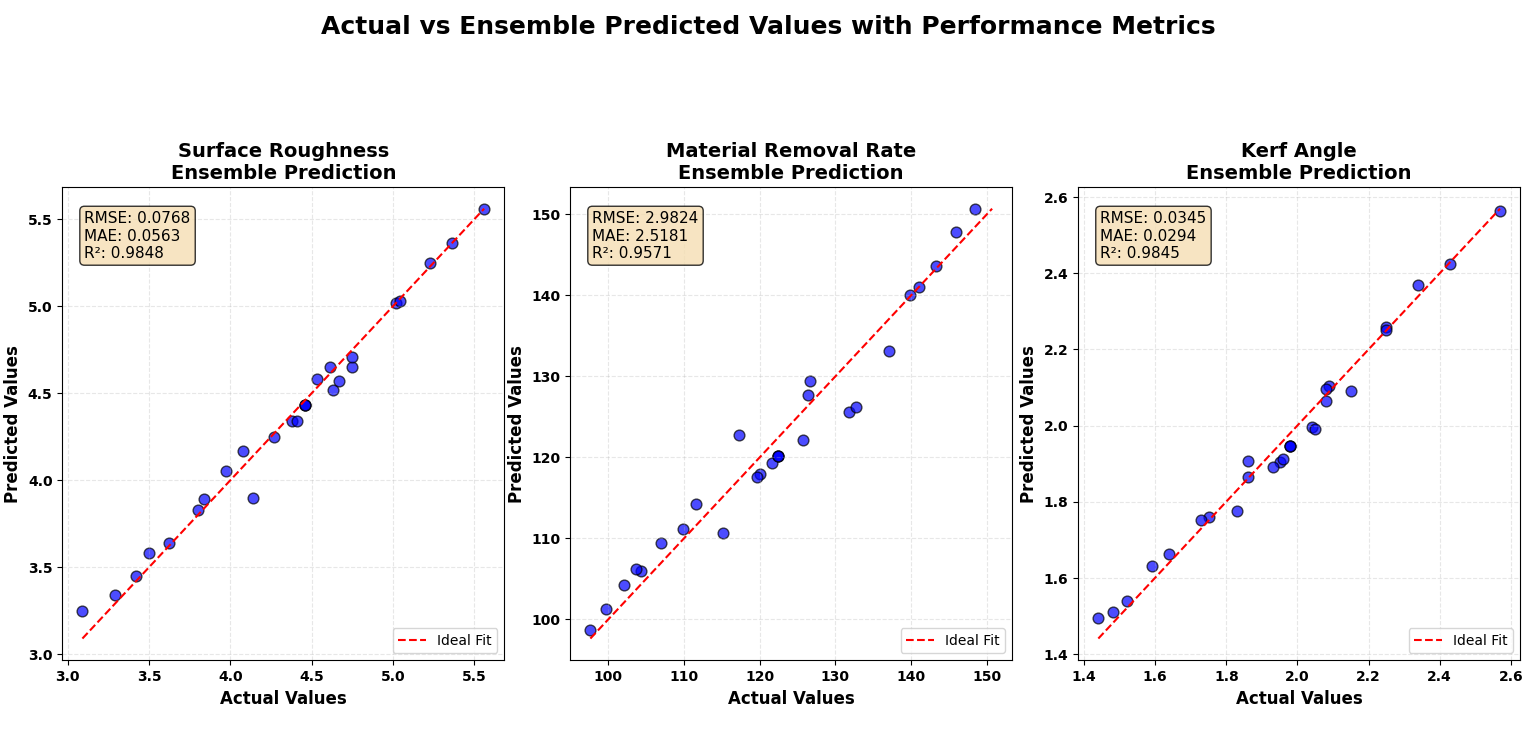 Actual vs Ensemble Predicted Values with Performance Metrics
Surface Roughness
Ensemble Prediction
RMSE: 0.0768
MAE: 0.0563
R²: 0.9848
5.5
5.0
4.5
4.0
3.5
3.0
Predicted Values
3.0 3.5 4.0 4.5 5.0 5.5
Actual Values
Ideal Fit
Material Removal Rate
Ensemble Prediction
RMSE: 2.9824
MAE: 2.5181
R²: 0.9571
150
140
130
120
110
100
Predicted Values
100 110 120 130 140 150
Actual Values
Ideal Fit
Kerf Angle
Ensemble Prediction
RMSE: 0.0345
MAE: 0.0294
R²: 0.9845
2.6
2.4
2.2
2.0
1.8
1.6
1.4
Predicted Values
1.4 1.6 1.8 2.0 2.2 2.4 2.6
Actual Values
Ideal Fit